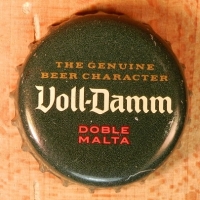 THE GENUINE
BEER CHARACTER
Voll-Damm
DOBLE
MALTA